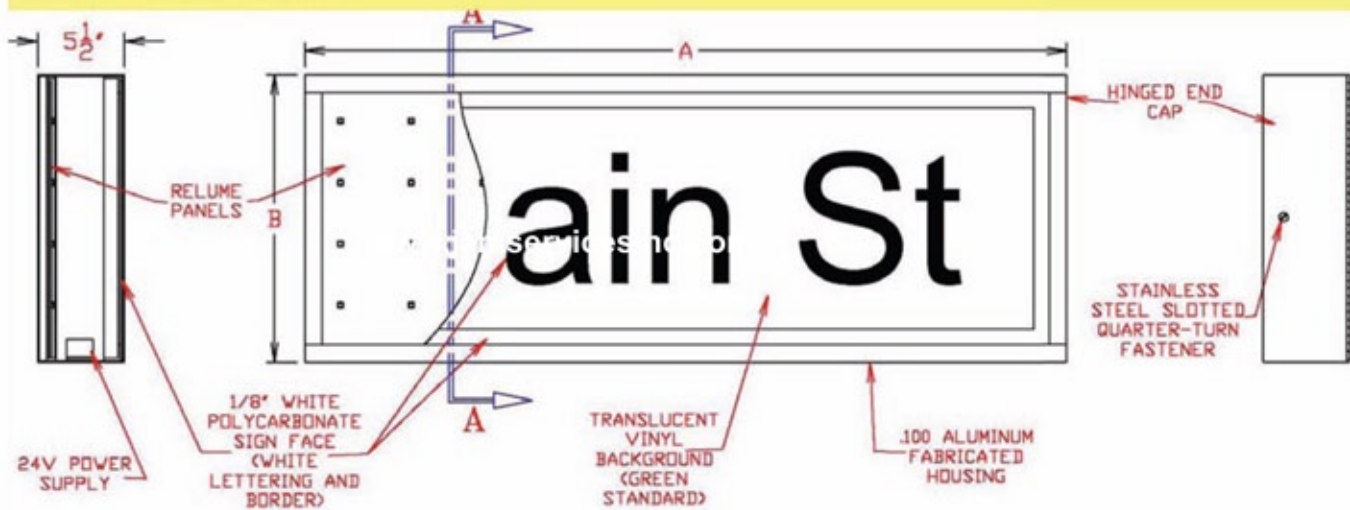 5 1/2"
A
A
HINGED END
CAP
RELUME
PANELS
B
ain St
STAINLESS
STEEL SLOTTED
QUARTER-TURN
FASTENER
24V POWER
SUPPLY
1/8" WHITE
POLYCARBONATE
SIGN FACE
(WHITE
LETTERING AND
BORDER)
A
TRANSLUCENT
VINYL
BACKGROUND
(GREEN
STANDARD)
.100 ALUMINUM
FABRICATED
HOUSING